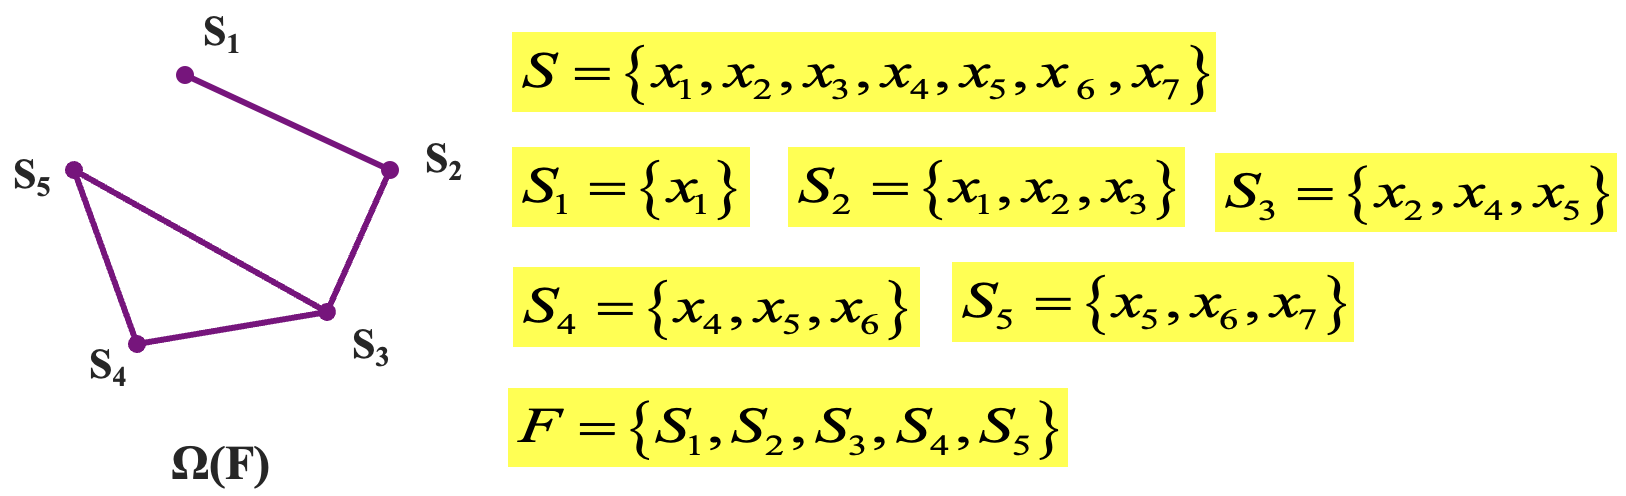 S₁
S₂
S₅
S₃
S₄
Ω(F)
S = {x₁, x₂, x₃, x₄, x₅, x₆, x₇}
S₁ = {x₁} S₂ = {x₁, x₂, x₃} S₃ = {x₂, x₄, x₅}
S₄ = {x₄, x₅, x₆} S₅ = {x₅, x₆, x₇}
F = {S₁, S₂, S₃, S₄, S₅}